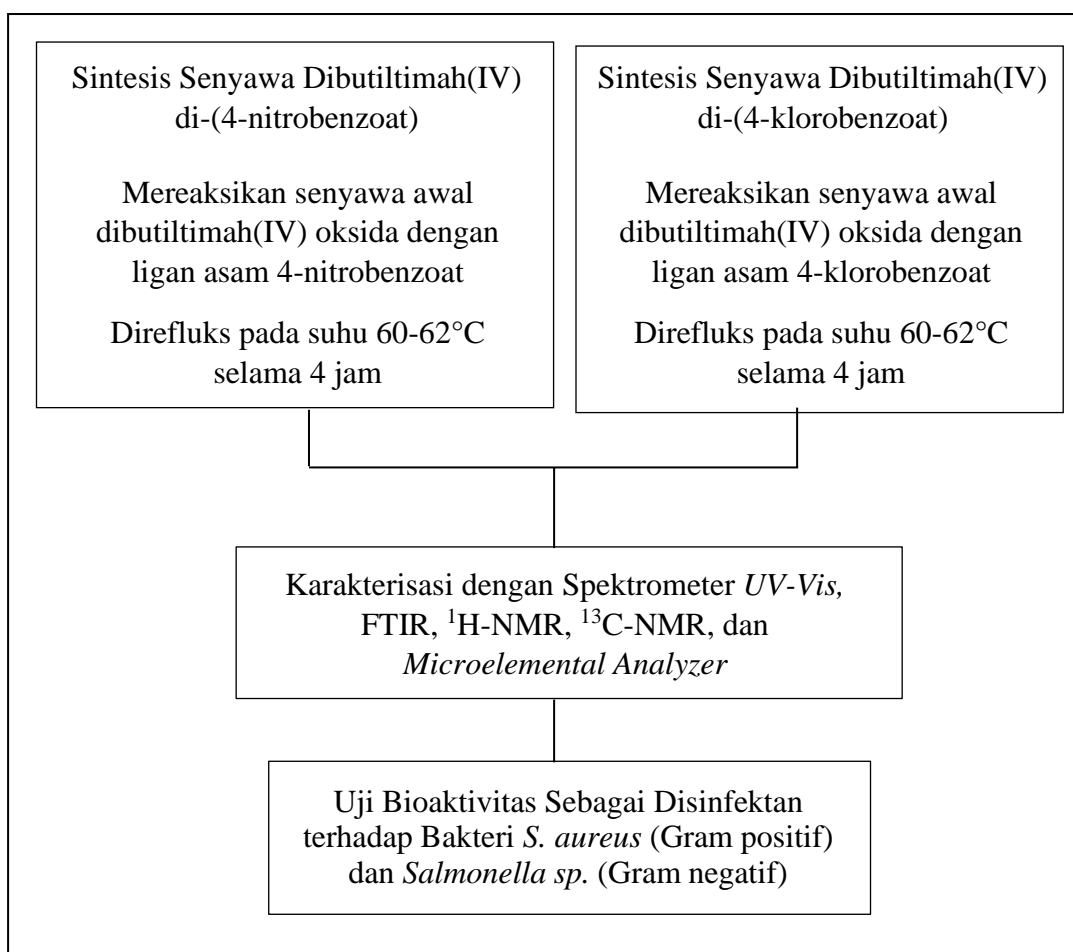 Sintesis Senyawa Dibutiltimah(IV)
di-(4-nitrobenzoat)
Mereaksikan senyawa awal
dibutiltimah(IV) oksida dengan
ligan asam 4-nitrobenzoat
Direfluks pada suhu 60-62°C
selama 4 jam
Sintesis Senyawa Dibutiltimah(IV)
di-(4-klorobenzoat)
Mereaksikan senyawa awal
dibutiltimah(IV) oksida dengan
ligan asam 4-klorobenzoat
Direfluks pada suhu 60-62°C
selama 4 jam
Karakterisasi dengan Spektrometer UV-Vis,
FTIR, ¹H-NMR, ¹³C-NMR, dan
Microelemental Analyzer
Uji Bioaktivitas Sebagai Disinfektan
terhadap Bakteri S. aureus (Gram positif)
dan Salmonella sp. (Gram negatif)